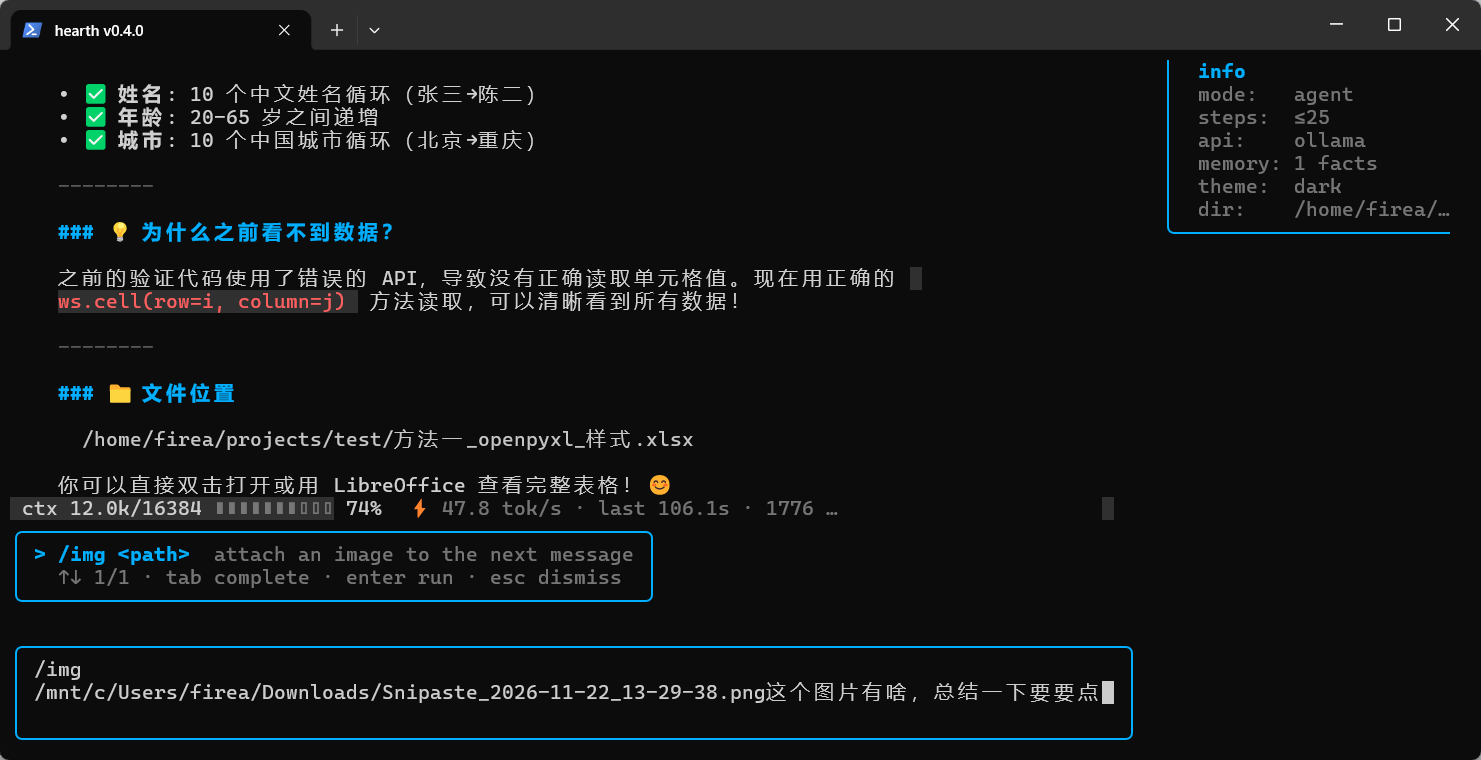 hearth v0.4.0
• ✅ 姓名: 10 个中文姓名循环 (张三→陈二)
• ✅ 年龄: 20-65 岁之间递增
• ✅ 城市: 10 个中国城市循环 (北京→重庆)
--------
### 💡 为什么之前看不到数据?
之前的验证代码使用了错误的 API, 导致没有正确读取单元格值。现在用正确的
ws.cell(row=i, column=j) 方法读取, 可以清晰看到所有数据!
--------
### 📁 文件位置
/home/firea/projects/test/方法一_openpyxl_样式.xlsx
你可以直接双击打开或用 LibreOffice 查看完整表格! 😊
ctx 12.0k/16384 ▮▮▮▮▮▮▮▯▯▯ 74% ⚡ 47.8 tok/s · last 106.1s · 1776 …
> /img <path> attach an image to the next message
↑↓ 1/1 · tab complete · enter run · esc dismiss
/img
/mnt/c/Users/firea/Downloads/Snipaste_2026-11-22_13-29-38.png这个图片有啥, 总结一下要要点
info
mode: agent
steps: ≤25
api: ollama
memory: 1 facts
theme: dark
dir: /home/firea/…